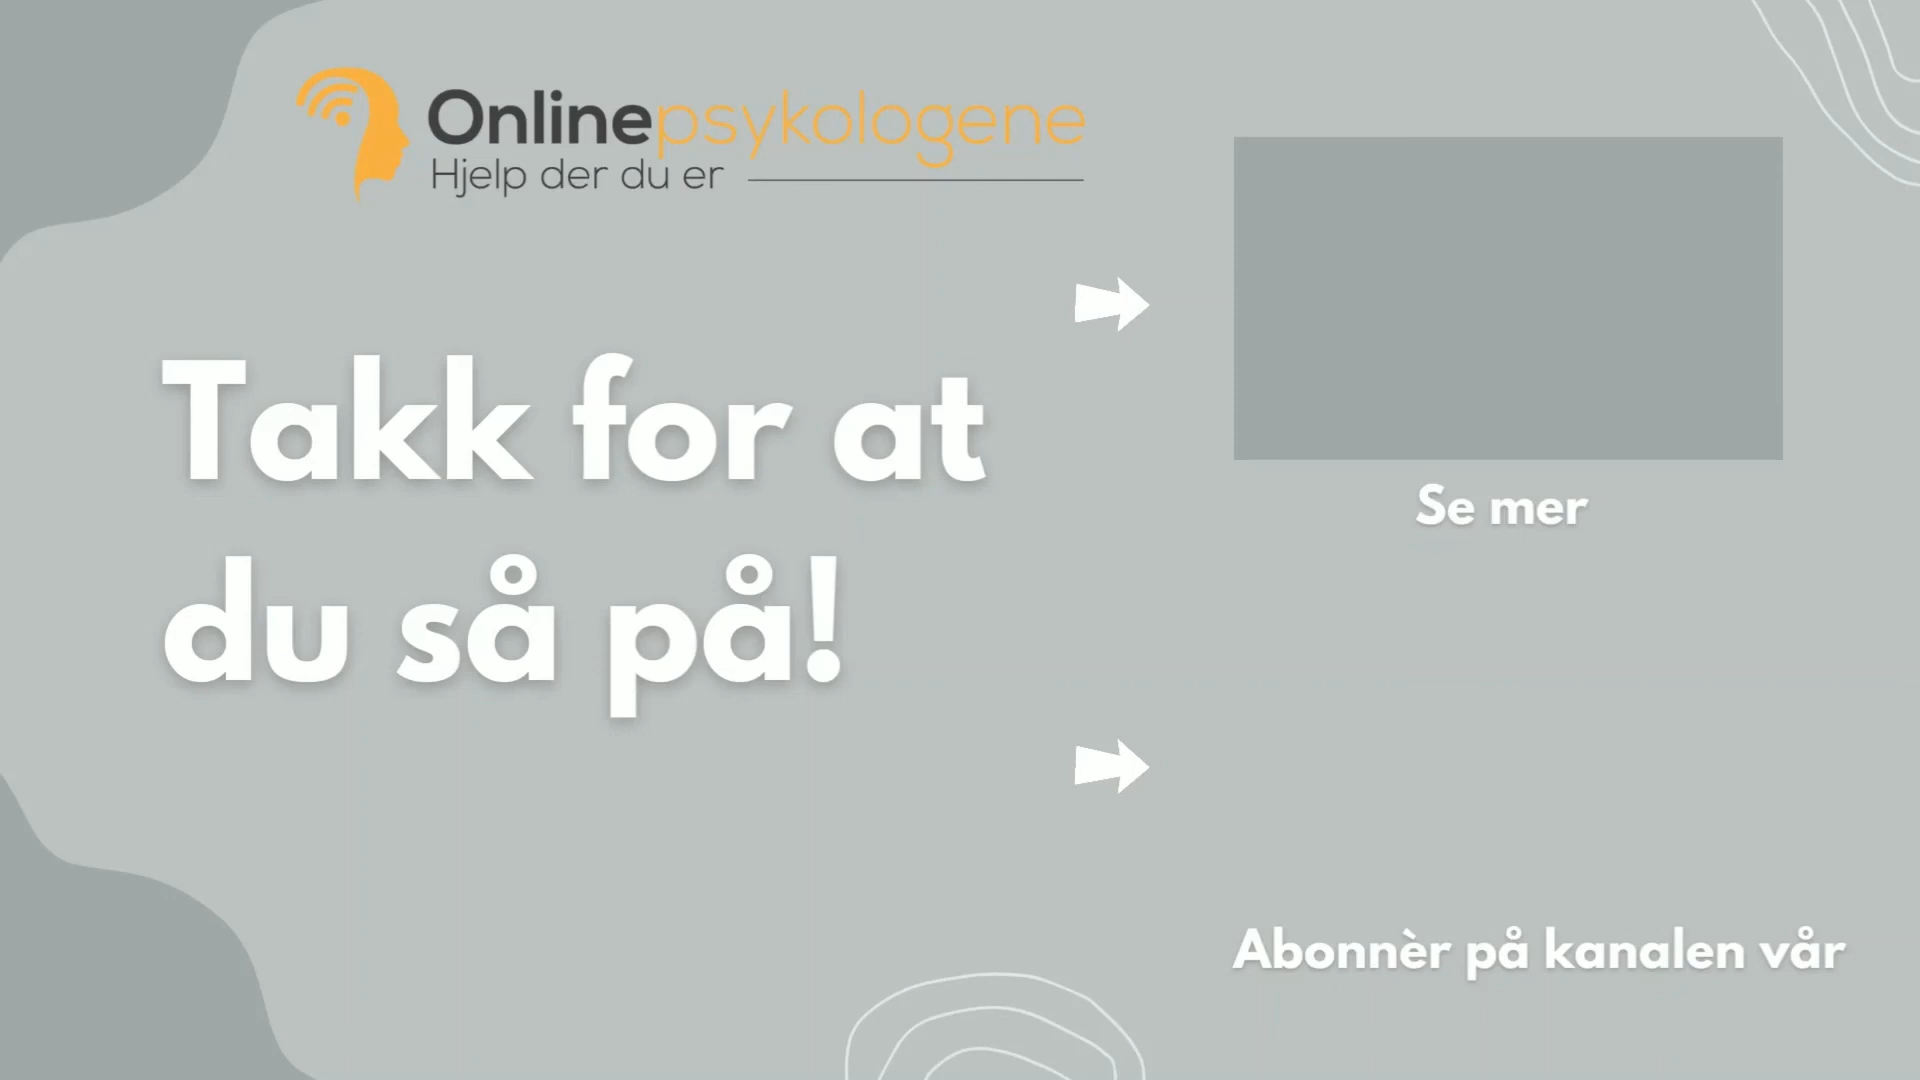 Onlinepsykologene
Hjelp der du er
Takk for at
du så på!
Se mer
Abonnèr på kanalen vår